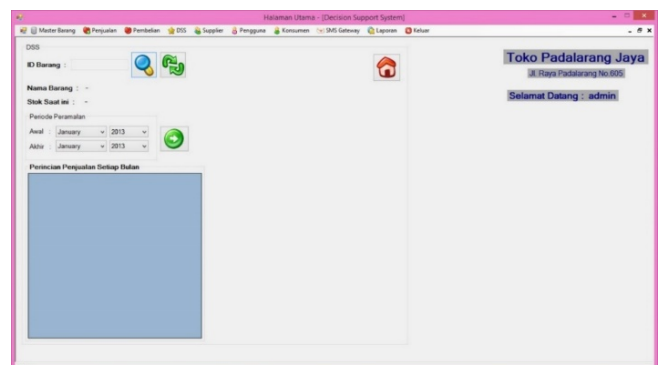 Halaman Utama - [Decision Support System]
Master Barang Penjualan Pembelian DSS Supplier Pengguna Konsumen SMS Gateway Laporan Keluar
DSS
ID Barang :
Nama Barang : -
Stok Saat ini : -
Periode Peramalan
Awal : January 2013
Akhir : January 2013
Perincian Penjualan Setiap Bulan
Toko Padalarang Jaya
Jl. Raya Padalarang No.605
Selamat Datang : admin